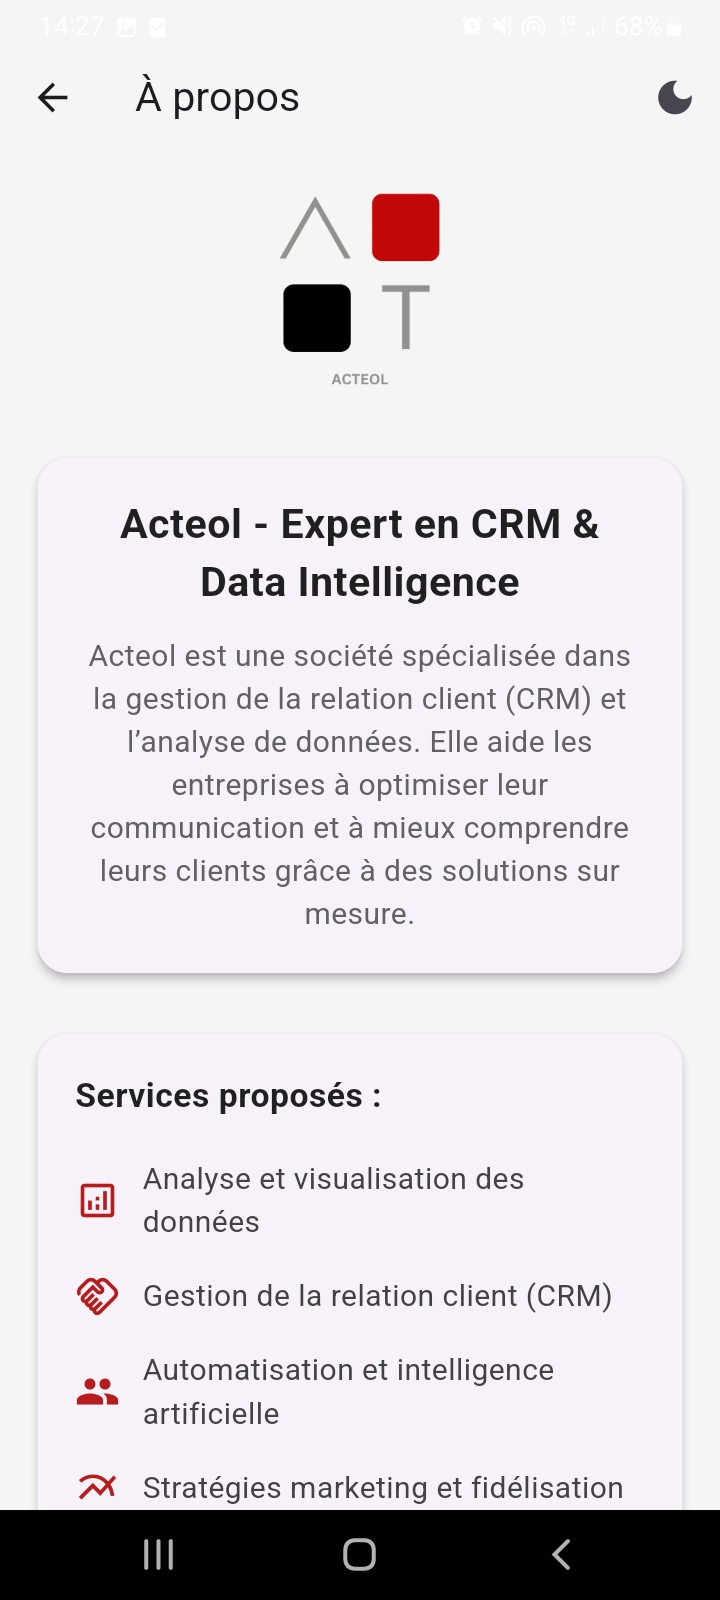 14:27
4G
68%
À propos
A
T
ACTEOL
Acteol - Expert en CRM &
Data Intelligence
Acteol est une société spécialisée dans
la gestion de la relation client (CRM) et
l’analyse de données. Elle aide les
entreprises à optimiser leur
communication et à mieux comprendre
leurs clients grâce à des solutions sur
mesure.
Services proposés :
Analyse et visualisation des
données
Gestion de la relation client (CRM)
Automatisation et intelligence
artificielle
Stratégies marketing et fidélisation